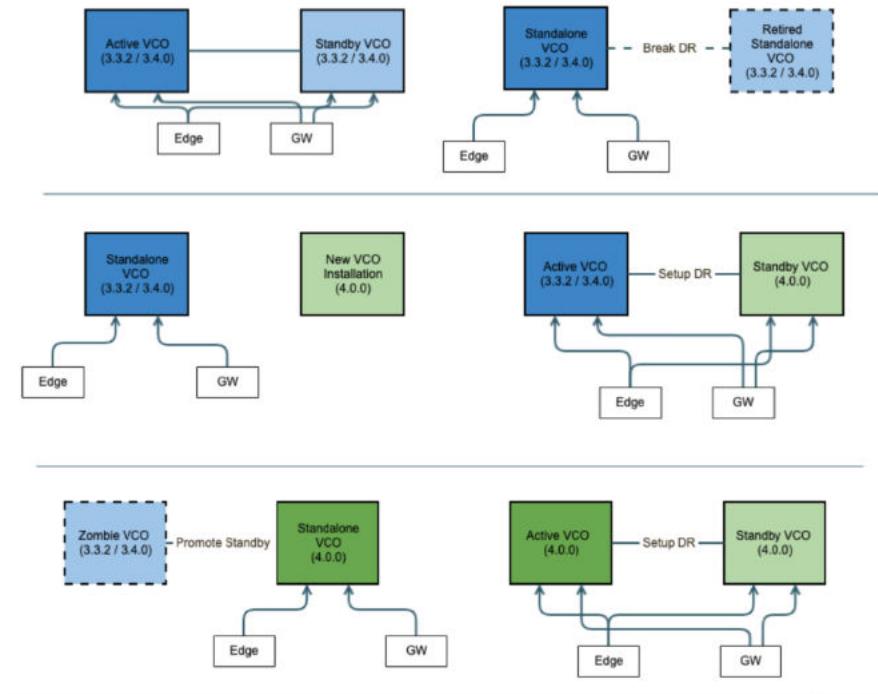 Active VCO
(3.3.2 / 3.4.0)
Standby VCO
(3.3.2 / 3.4.0)
Edge
GW
Standalone
VCO
(3.3.2 / 3.4.0)
Break DR
Retired
Standalone
VCO
(3.3.2 / 3.4.0)
Edge
GW
Standalone
VCO
(3.3.2 / 3.4.0)
New VCO
Installation
(4.0.0)
Edge
GW
Active VCO
(3.3.2 / 3.4.0)
Setup DR
Standby VCO
(4.0.0)
Edge
GW
Zombie VCO
(3.3.2 / 3.4.0)
Promote Standby
Standalone
VCO
(4.0.0)
Edge
GW
Active VCO
(4.0.0)
Setup DR
Standby VCO
(4.0.0)
Edge
GW